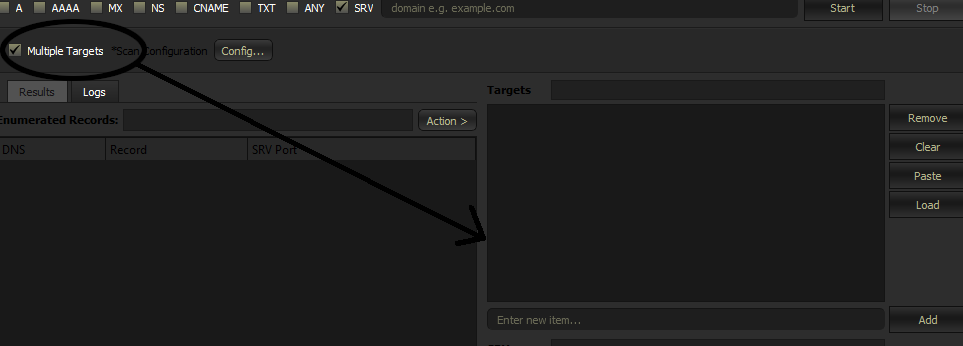 A AAAA MX NS CNAME TXT ANY SRV domain e.g. example.com Start Stop
Multiple Targets *Scan Configuration Config...
Results Logs
Targets
Enumerated Records: Action >
Remove
DNS Record SRV Port
Clear
Paste
Load
Enter new item... Add